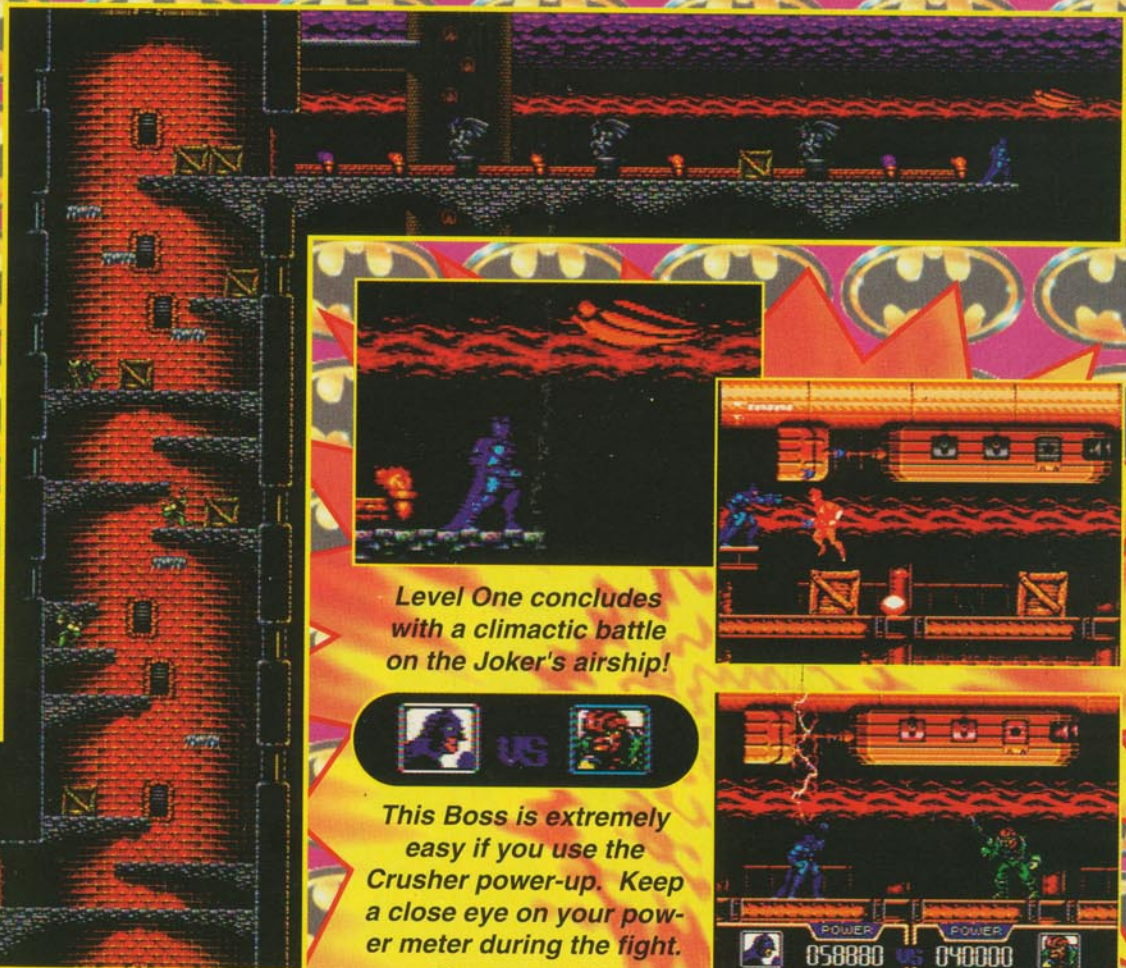 Level One concludes
with a climactic battle
on the Joker's airship!
VS
This Boss is extremely
easy if you use the
Crusher power-up. Keep
a close eye on your pow-
er meter during the fight.
POWER POWER
058880 VS 040000